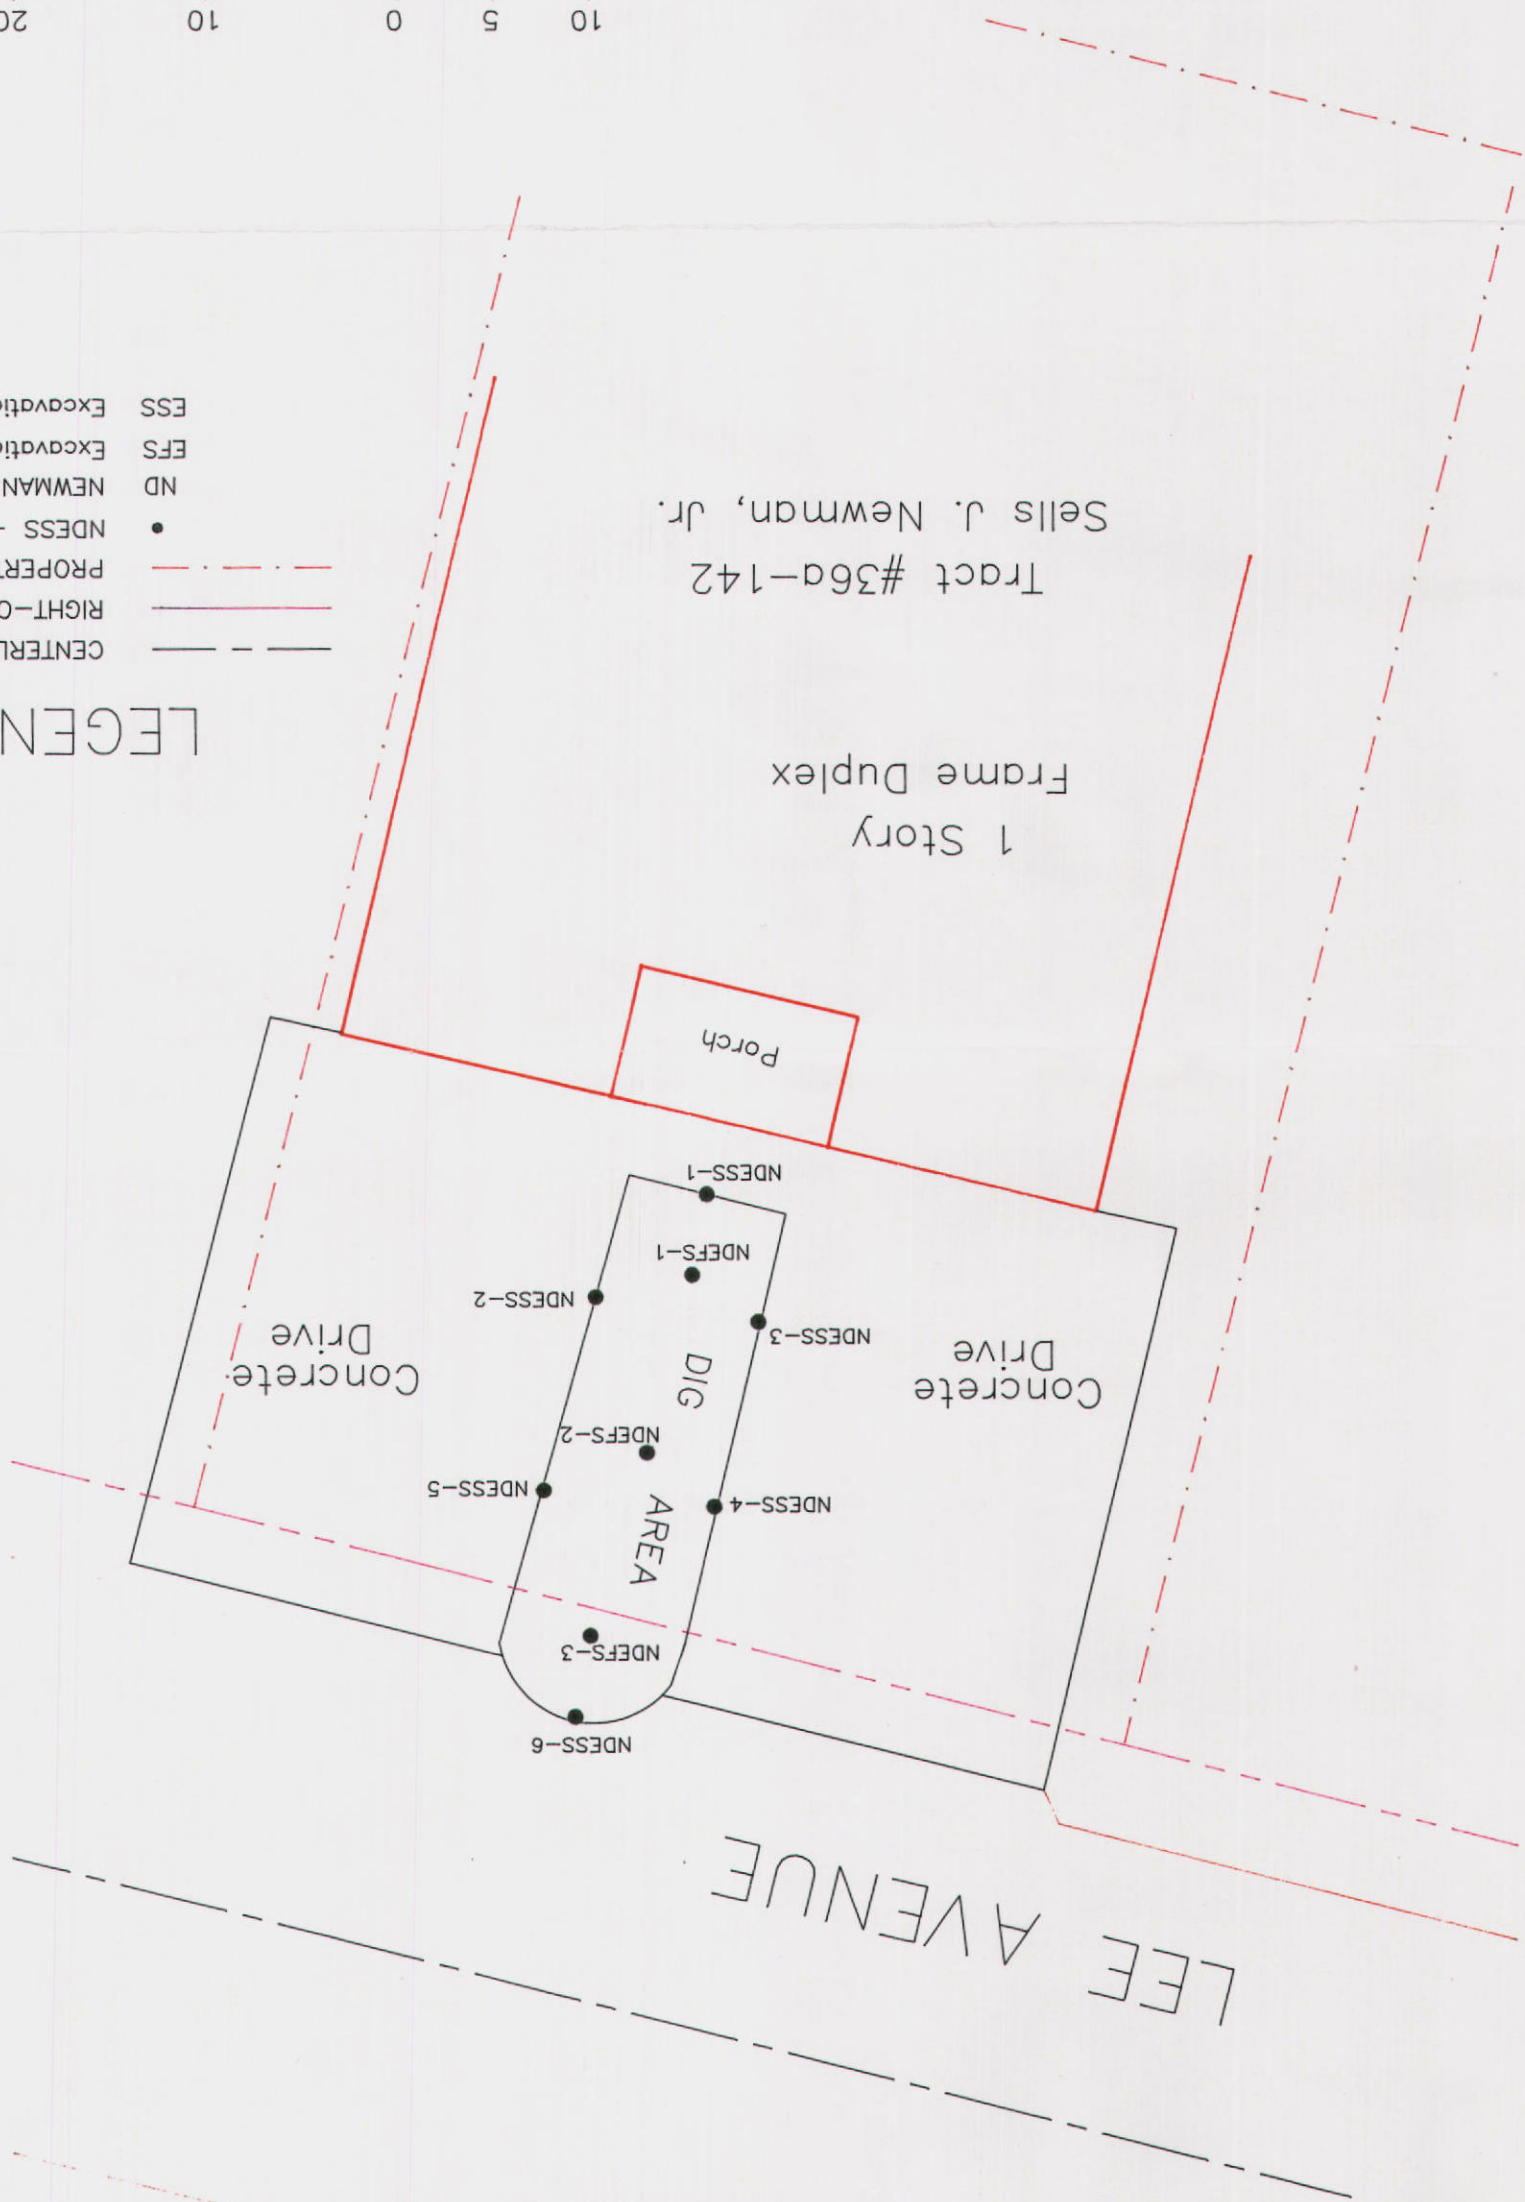 LEE AVENUE
NDESS-6
NDEFS-3
AREA
NDESS-4
NDESS-5
NDEFS-2
DIG
Concrete
Drive
Concrete
Drive
NDESS-3
NDESS-2
NDEFS-1
NDESS-1
Porch
1 Story
Frame Duplex
Tract #36a-142
Sells J. Newman, Jr.
LEGEN
CENTERL
RIGHT-O
PROPERT
NDESS -
ND NEWMAN
EFS Excavatio
ESS Excavatio
10 5 0 10 20